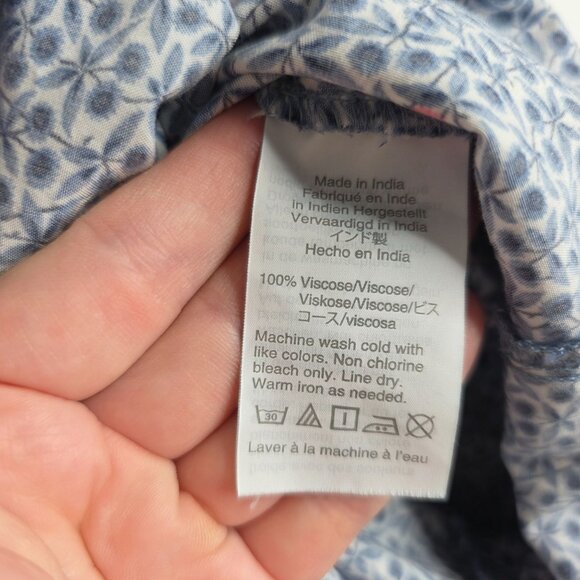 Made in India
Fabriqué en Inde
in Indien Hergestellt
Vervaardigd in India
インド製
Hecho en India
100% Viscose/Viscose/
Viskose/Viscose/ビス
コース/viscosa
Machine wash cold with
like colors. Non chlorine
bleach only. Line dry.
Warm iron as needed.
30
Laver à la machine à l'eau